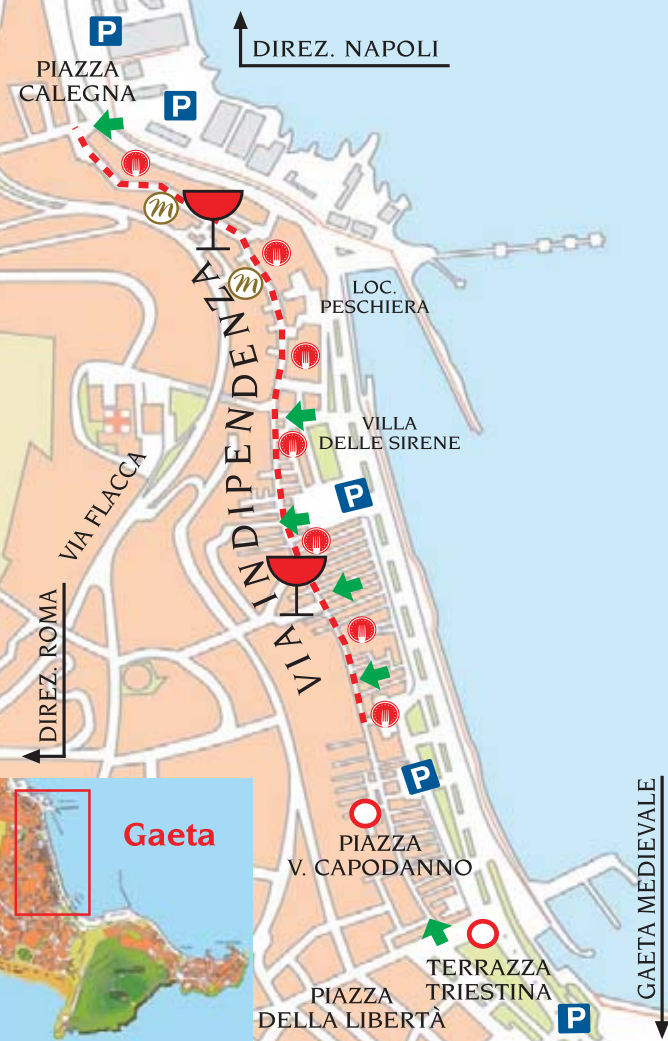 P
DIREZ. NAPOLI
PIAZZA
CALEGNA
P
m
m
LOC.
PESCHIERA
VILLA
DELLE SIRENE
VIA FLACCA
P
VIA INDIPENDENZA
DIREZ. ROMA
P
Gaeta
PIAZZA
V. CAPODANNO
GAETA MEDIEVALE
TERRAZZA
TRIESTINA
PIAZZA
DELLA LIBERTÀ
P